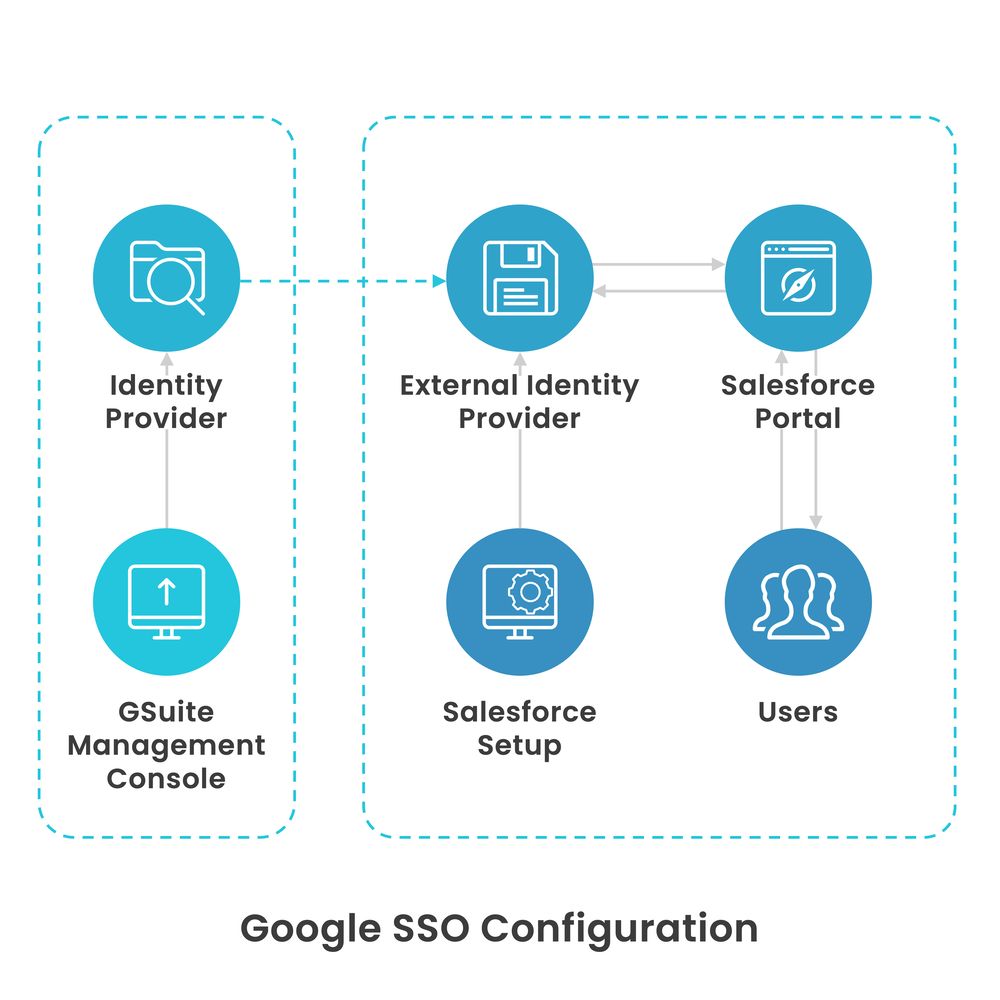 Identity
Provider
External Identity
Provider
Salesforce
Portal
GSuite
Management
Console
Salesforce
Setup
Users
Google SSO Configuration